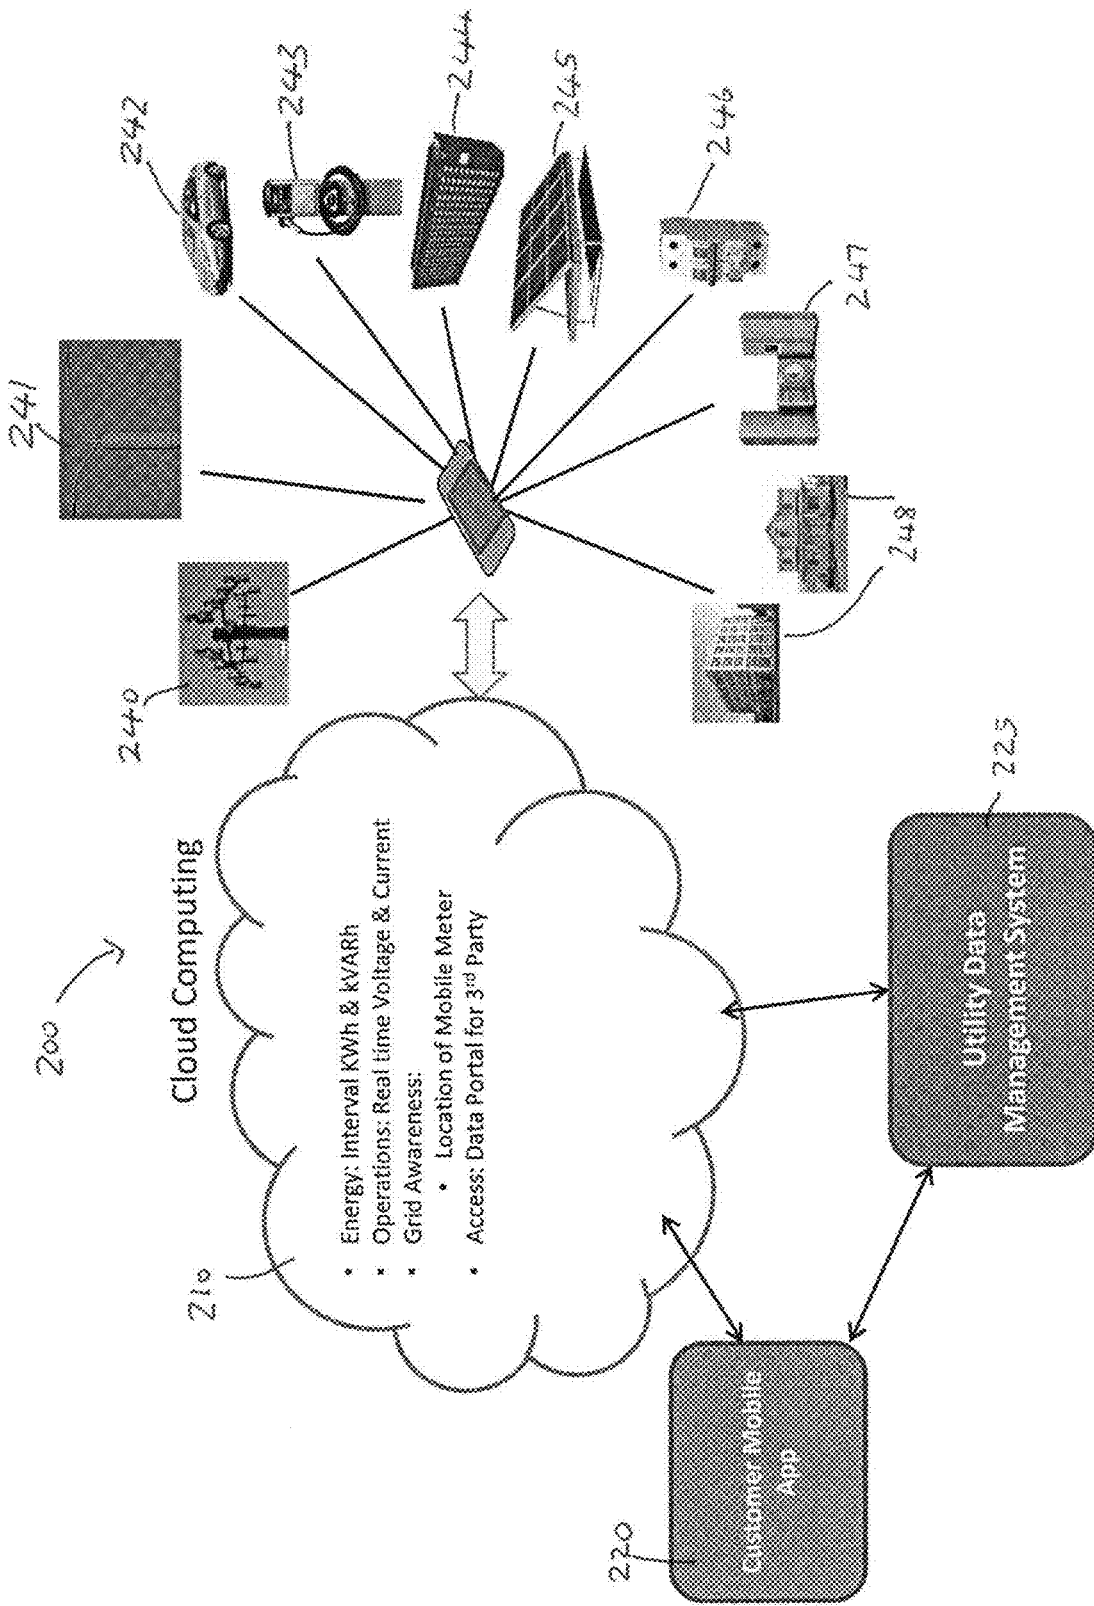 200
Cloud Computing
210
• Energy: Interval KWh & kVARh
• Operations: Real time Voltage & Current
• Grid Awareness:
• Location of Mobile Meter
• Access: Data Portal for 3rd Party
220
Customer Mobile
App
Utility Data
Management System
225
240
241
242
243
244
245
246
247
248